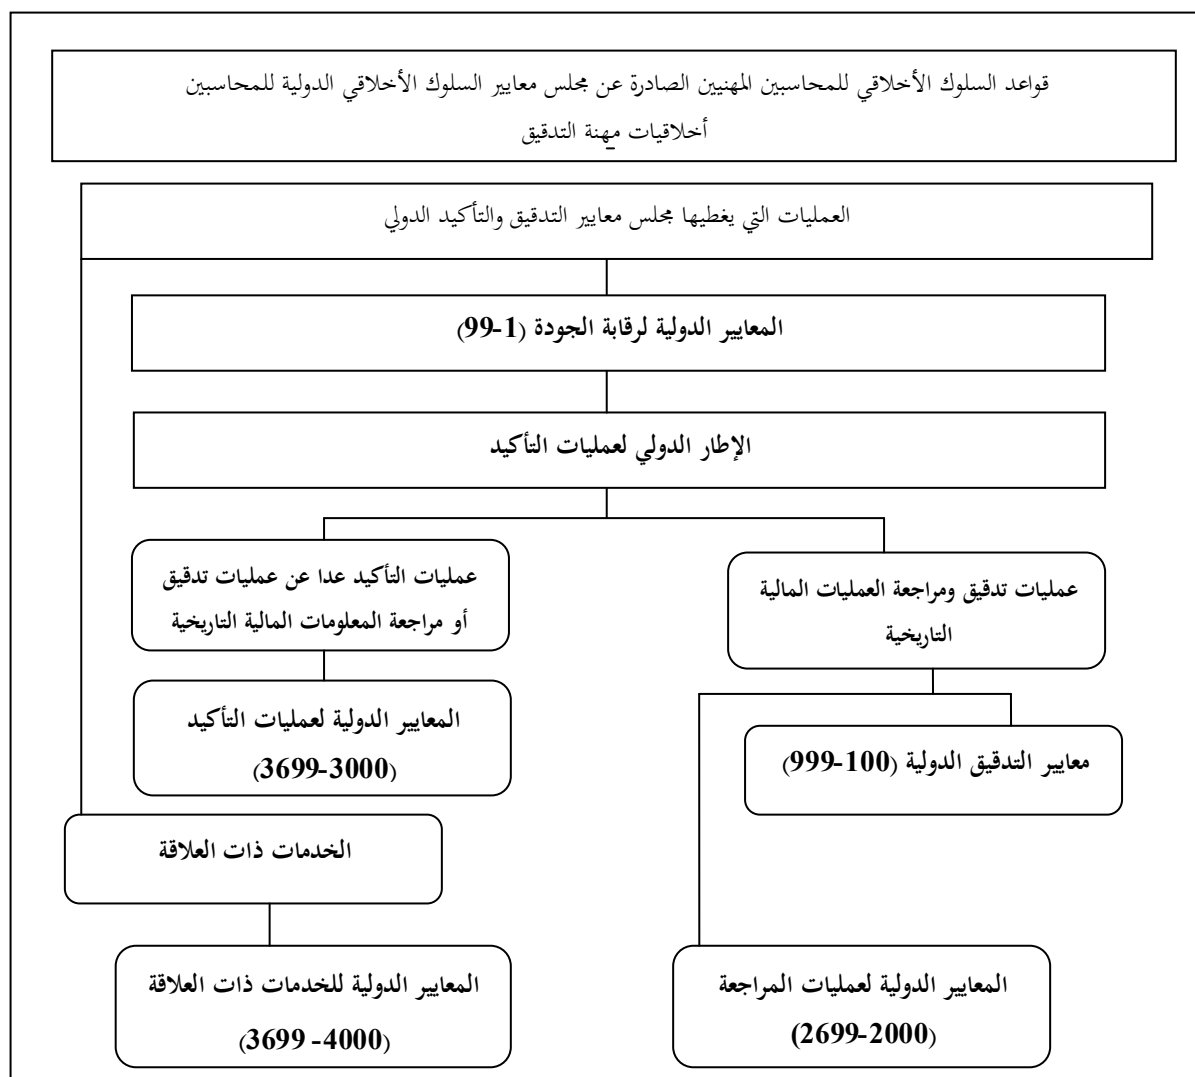 قواعد السلوك الأخلاقي للمحاسبين المهنيين الصادرة عن مجلس معايير السلوك الأخلاقي الدولية للمحاسبين
أخلاقيات مهنة التدقيق
العمليات التي يغطيها مجلس معايير التدقيق والتأكيد الدولي
المعايير الدولية لرقابة الجودة (1-99)
الإطار الدولي لعمليات التأكيد
عمليات تدقيق ومراجعة العمليات المالية
التاريخية
عمليات التأكيد عدا عن عمليات تدقيق
أو مراجعة المعلومات المالية التاريخية
المعايير الدولية لعمليات التأكيد
(3000-3699)
معايير التدقيق الدولية (100-999)
الخدمات ذات العلاقة
المعايير الدولية لعمليات المراجعة
(2000-2699)
المعايير الدولية للخدمات ذات العلاقة
(4000- 3699)